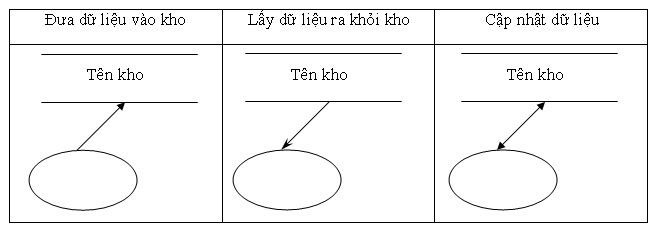 Đưa dữ liệu vào kho
Lấy dữ liệu ra khỏi kho
Cập nhật dữ liệu
Tên kho
Tên kho
Tên kho